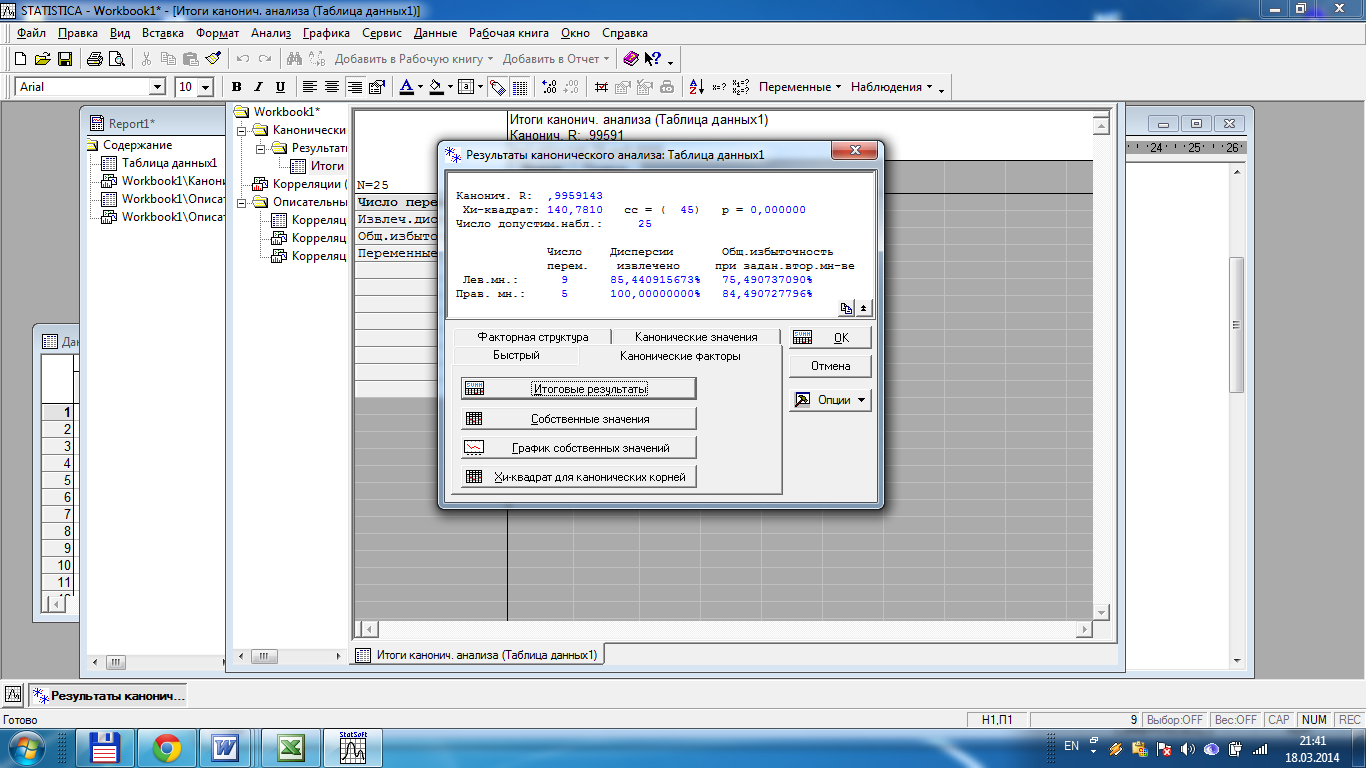 STATISTICA - Workbook1* - [Итоги канонич. анализа (Таблица данных1)]
Файл Правка Вид Вставка Формат Анализ Графика Сервис Данные Рабочая книга Окно Справка
Добавить в Рабочую книгу Добавить в Отчет
Arial 10 B I U Переменные Наблюдения
Report1*
Содержание
Таблица данных1
Workbook1\Канони
Workbook1\Описат
Workbook1\Описат
Workbook1*
Канонически
Результат
Итоги
Корреляции (
Описательны
Корреляц
Корреляц
Корреляц
Итоги канонич. анализа (Таблица данных1)
Канонич. R: ,99591
N=25
Число пере
Извлеч.дис
Общ.избыто
Переменные
24 25 26
Дан
1
2
3
4
5
6
7
8
9
10
11
Результаты канонического анализа: Таблица данных1
Канонич. R: ,9959143
Хи-квадрат: 140,7810 сс = ( 45) p = 0,000000
Число допустим.набл.: 25
Число Дисперсии Общ.избыточность
перем. извлечено при задан.втор.мн-ве
Лев.мн.: 9 85,440915673% 75,490737090%
Прав. мн.: 5 100,00000000% 84,490727796%
Факторная структура Канонические значения
Быстрый Канонические факторы
Итоговые результаты
Собственные значения
График собственных значений
Хи-квадрат для канонических корней
ОК
Отмена
Опции
Итоги канонич. анализа (Таблица данных1)
Результаты канонич...
Готово Н1,П1 9 Выбор:OFF Вес:OFF CAP NUM REC
StatSoft
EN
21:41
18.03.2014